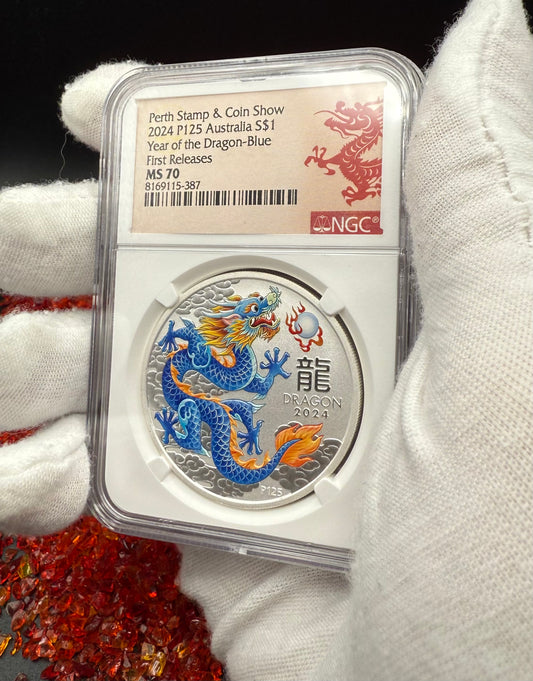 Perth Stamp & Coin Show
2024 P125 Australia S$1
Year of the Dragon-Blue
First Releases
MS 70
8169115-387
NGC®
龍
DRAGON
2024
P125